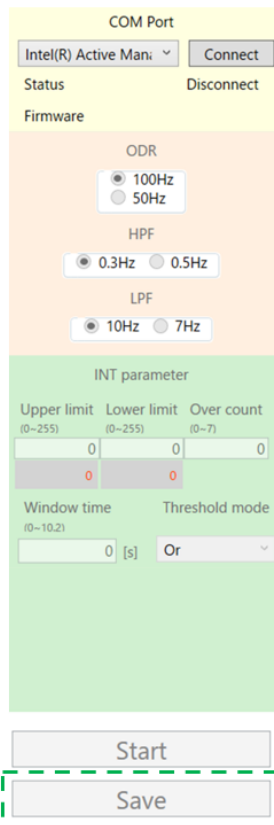 COM Port
Intel(R) Active Mana Connect
Status Disconnect
Firmware
ODR
100Hz
50Hz
HPF
0.3Hz 0.5Hz
LPF
10Hz 7Hz
INT parameter
Upper limit Lower limit Over count
(0~255) (0~255) (0~7)
0 0 0
0 0
Window time Threshold mode
(0~10.2)
0 [s] Or
Start
Save